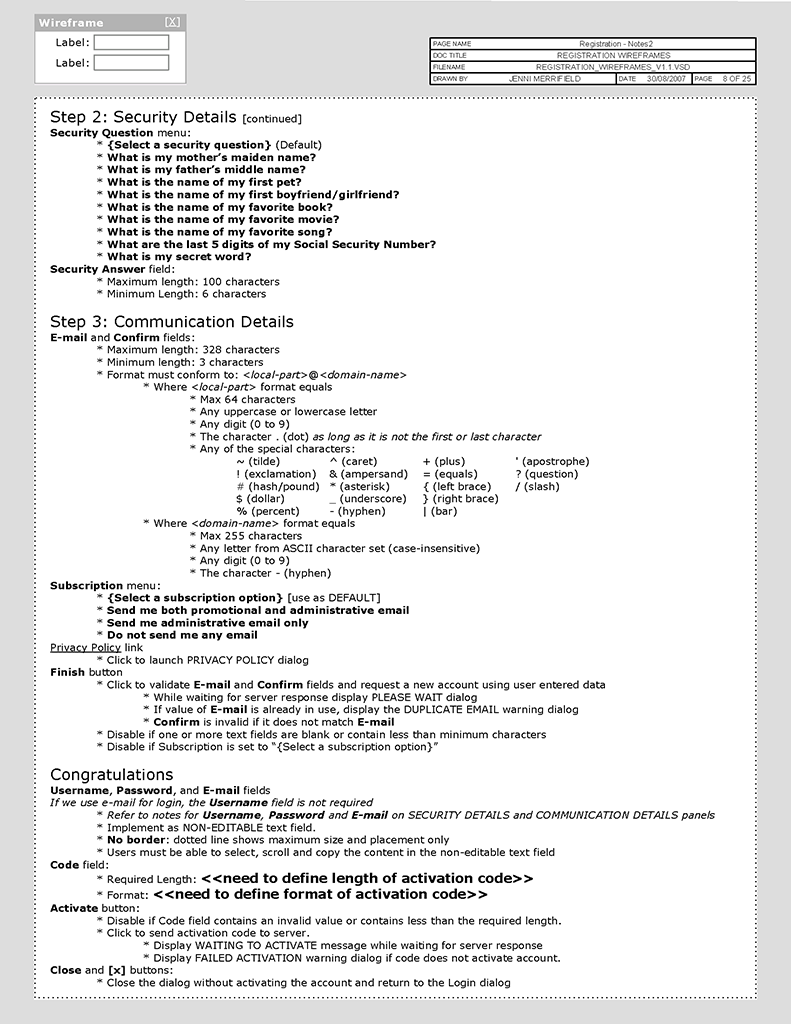 Wireframe [X]
Label:
Label:
PAGE NAME Registration - Notes2
DOC TITLE REGISTRATION WIREFRAMES
FILENAME REGISTRATION_WIREFRAMES_V1.1.VSD
DRAWN BY JENNI MERRIFIELD DATE 30/08/2007 PAGE 8 OF 25
Step 2: Security Details [continued]
Security Question menu:
* {Select a security question} (Default)
* What is my mother's maiden name?
* What is my father's middle name?
* What is the name of my first pet?
* What is the name of my first boyfriend/girlfriend?
* What is the name of my favorite book?
* What is the name of my favorite movie?
* What is the name of my favorite song?
* What are the last 5 digits of my Social Security Number?
* What is my secret word?
Security Answer field:
* Maximum length: 100 characters
* Minimum Length: 6 characters
Step 3: Communication Details
E-mail and Confirm fields:
* Maximum length: 328 characters
* Minimum length: 3 characters
* Format must conform to: <local-part>@<domain-name>
* Where <local-part> format equals
* Max 64 characters
* Any uppercase or lowercase letter
* Any digit (0 to 9)
* The character . (dot) as long as it is not the first or last character
* Any of the special characters:
~ (tilde) ^ (caret) + (plus) ' (apostrophe)
! (exclamation) & (ampersand) = (equals) ? (question)
# (hash/pound) * (asterisk) { (left brace) / (slash)
$ (dollar) _ (underscore) } (right brace)
% (percent) - (hyphen) | (bar)
* Where <domain-name> format equals
* Max 255 characters
* Any letter from ASCII character set (case-insensitive)
* Any digit (0 to 9)
* The character - (hyphen)
Subscription menu:
* {Select a subscription option} [use as DEFAULT]
* Send me both promotional and administrative email
* Send me administrative email only
* Do not send me any email
Privacy Policy link
* Click to launch PRIVACY POLICY dialog
Finish button
* Click to validate E-mail and Confirm fields and request a new account using user entered data
* While waiting for server response display PLEASE WAIT dialog
* If value of E-mail is already in use, display the DUPLICATE EMAIL warning dialog
* Confirm is invalid if it does not match E-mail
* Disable if one or more text fields are blank or contain less than minimum characters
* Disable if Subscription is set to "{Select a subscription option}"
Congratulations
Username, Password, and E-mail fields
If we use e-mail for login, the Username field is not required
* Refer to notes for Username, Password and E-mail on SECURITY DETAILS and COMMUNICATION DETAILS panels
* Implement as NON-EDITABLE text field.
* No border: dotted line shows maximum size and placement only
* Users must be able to select, scroll and copy the content in the non-editable text field
Code field:
* Required Length: <<need to define length of activation code>>
* Format: <<need to define format of activation code>>
Activate button:
* Disable if Code field contains an invalid value or contains less than the required length.
* Click to send activation code to server.
* Display WAITING TO ACTIVATE message while waiting for server response
* Display FAILED ACTIVATION warning dialog if code does not activate account.
Close and [x] buttons:
* Close the dialog without activating the account and return to the Login dialog